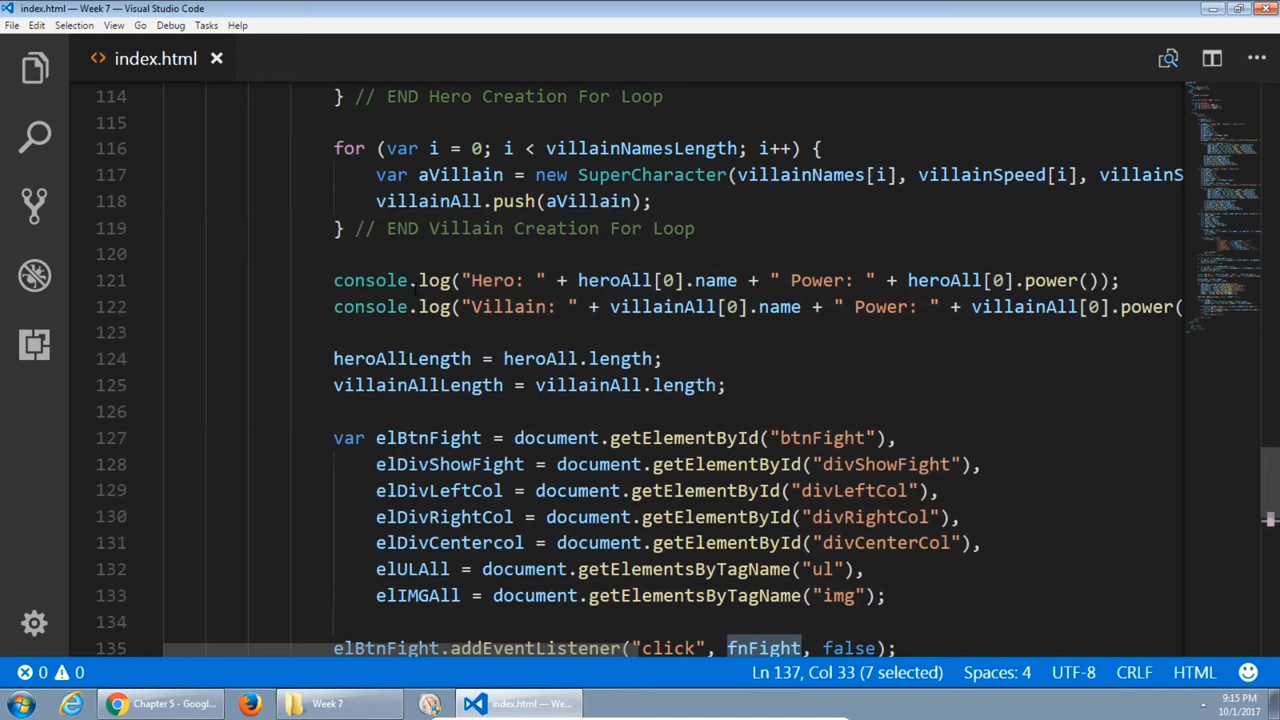 index.html — Week 7 — Visual Studio Code
File Edit Selection View Go Debug Tasks Help
index.html
114 } // END Hero Creation For Loop
115
116 for (var i = 0; i < villainNamesLength; i++) {
117 var aVillain = new SuperCharacter(villainNames[i], villainSpeed[i], villainS
118 villainAll.push(aVillain);
119 } // END Villain Creation For Loop
120
121 console.log("Hero: " + heroAll[0].name + " Power: " + heroAll[0].power());
122 console.log("Villain: " + villainAll[0].name + " Power: " + villainAll[0].power(
123
124 heroAllLength = heroAll.length;
125 villainAllLength = villainAll.length;
126
127 var elBtnFight = document.getElementById("btnFight"),
128 elDivShowFight = document.getElementById("divShowFight"),
129 elDivLeftCol = document.getElementById("divLeftCol"),
130 elDivRightCol = document.getElementById("divRightCol"),
131 elDivCentercol = document.getElementById("divCenterCol"),
132 elULAll = document.getElementsByTagName("ul"),
133 elIMGAll = document.getElementsByTagName("img");
134
135 elBtnFight.addEventListener("click", fnFight, false);
0 0 Ln 137, Col 33 (7 selected) Spaces: 4 UTF-8 CRLF HTML
Chapter 5 - Googl... Week 7 index.html — We... 9:15 PM
10/1/2017